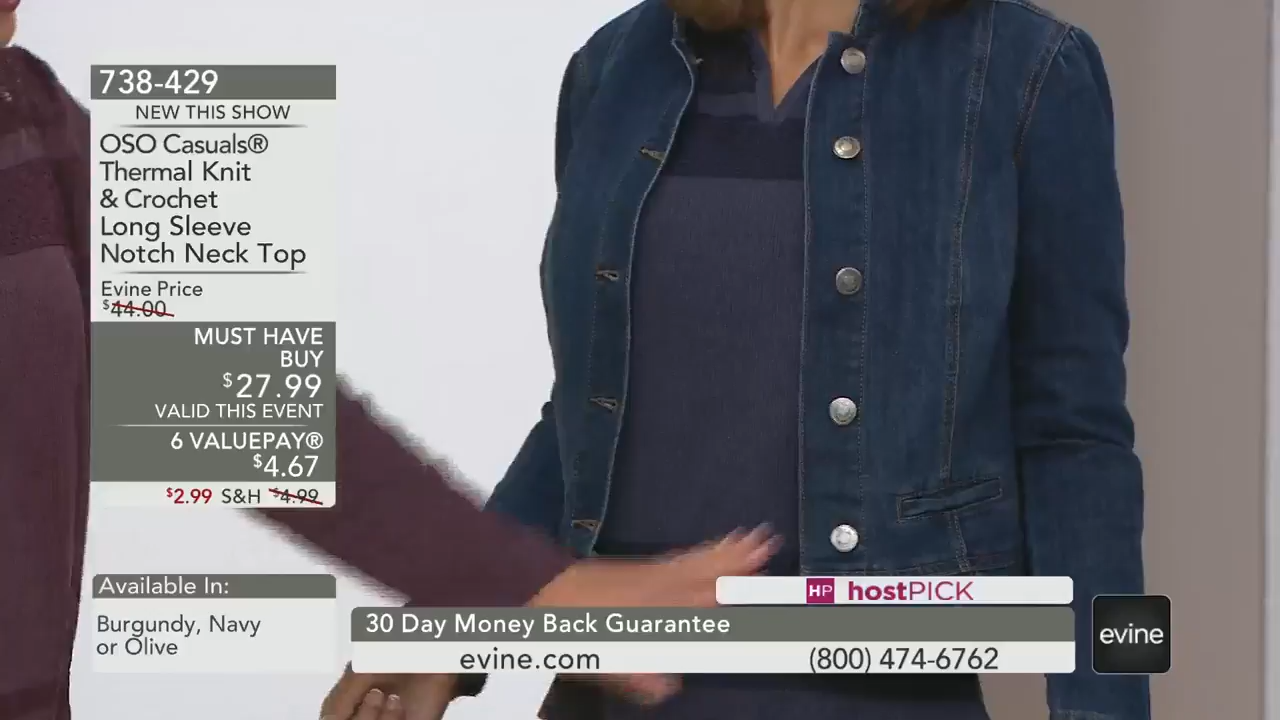 738-429
NEW THIS SHOW
OSO Casuals®
Thermal Knit
& Crochet
Long Sleeve
Notch Neck Top
Evine Price
$44.00
MUST HAVE
BUY
$27.99
VALID THIS EVENT
6 VALUEPAY®
$4.67
$2.99 S&H $4.99
Available In:
Burgundy, Navy
or Olive
HP hostPICK
30 Day Money Back Guarantee
evine.com (800) 474-6762
evine